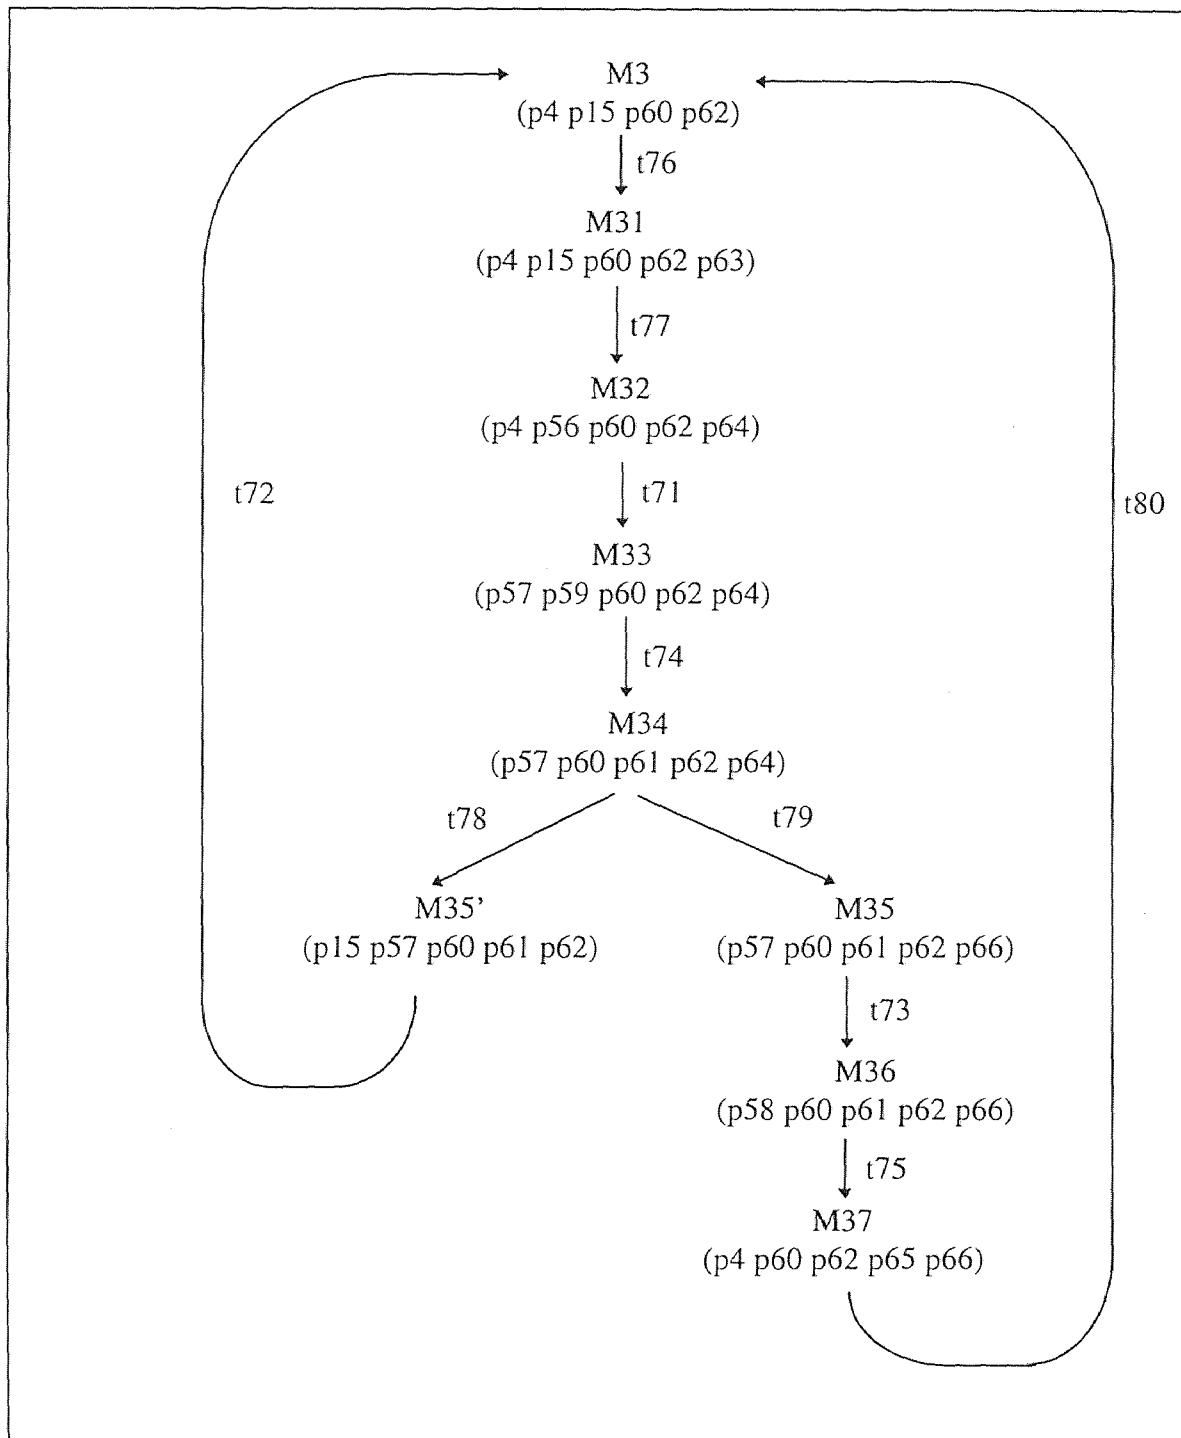 M3
(p4 p15 p60 p62)
t76
M31
(p4 p15 p60 p62 p63)
t77
M32
(p4 p56 p60 p62 p64)
t72
t71
t80
M33
(p57 p59 p60 p62 p64)
t74
M34
(p57 p60 p61 p62 p64)
t78
t79
M35’
(p15 p57 p60 p61 p62)
M35
(p57 p60 p61 p62 p66)
t73
M36
(p58 p60 p61 p62 p66)
t75
M37
(p4 p60 p62 p65 p66)